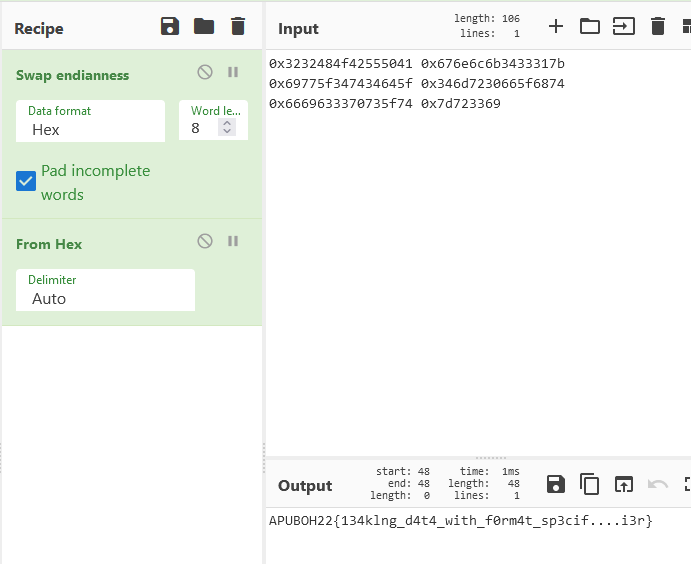 Recipe
Swap endianness
Data format
Hex
Word le...
8
Pad incomplete
words
From Hex
Delimiter
Auto
Input
length: 106
lines: 1
0x3232484f42555041 0x676e6c6b3433317b
0x69775f347434645f 0x346d7230665f6874
0x6669633370735f74 0x7d723369
Output
start: 48 time: 1ms
end: 48 length: 48
length: 0 lines: 1
APUBOH22{134klng_d4t4_with_f0rm4t_sp3cif....i3r}